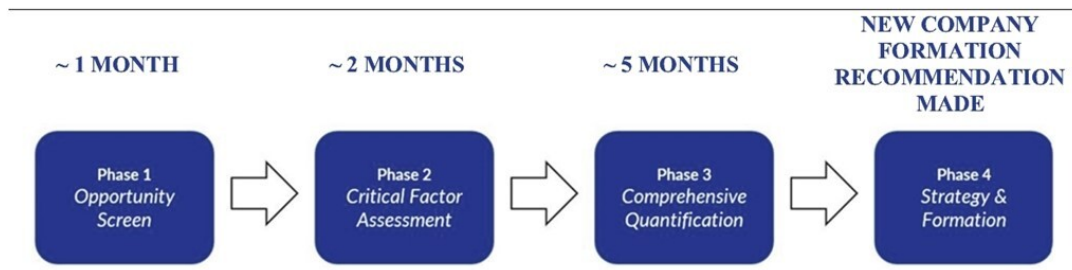 ~ 1 MONTH
~ 2 MONTHS
~ 5 MONTHS
NEW COMPANY
FORMATION
RECOMMENDATION
MADE
Phase 1
Opportunity
Screen
Phase 2
Critical Factor
Assessment
Phase 3
Comprehensive
Quantification
Phase 4
Strategy &
Formation